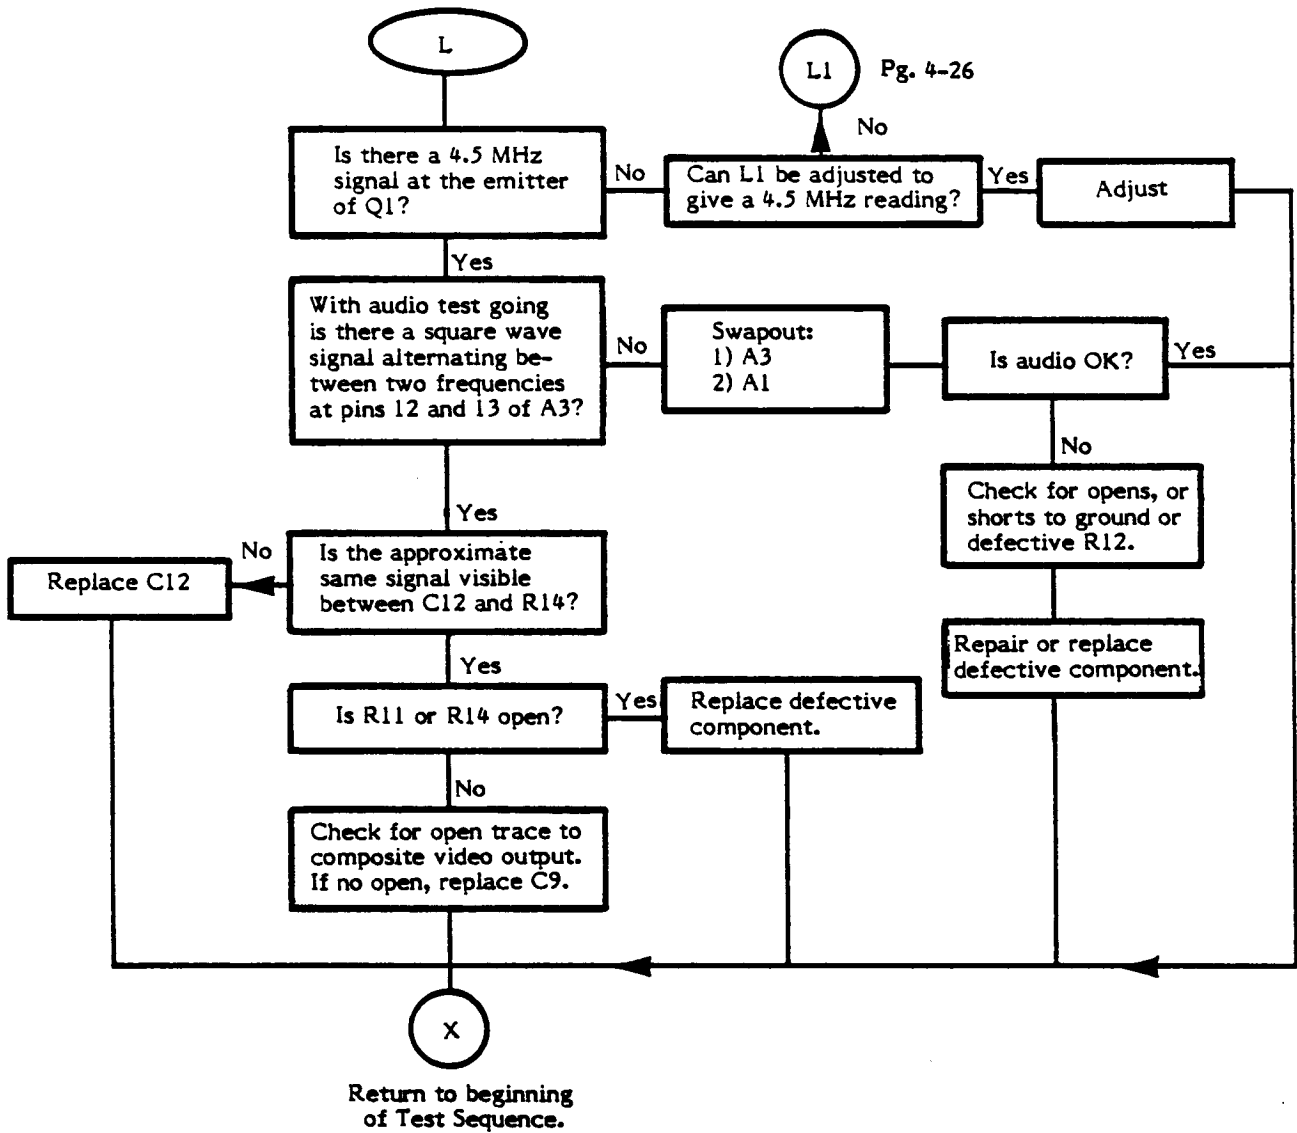 L
L1
Pg. 4-26
No
Is there a 4.5 MHz
signal at the emitter
of Q1?
No
Can L1 be adjusted to
give a 4.5 MHz reading?
Yes
Adjust
Yes
With audio test going
is there a square wave
signal alternating be-
tween two frequencies
at pins 12 and 13 of A3?
No
Swapout:
1) A3
2) A1
Is audio OK?
Yes
No
Check for opens, or
shorts to ground or
defective R12.
Repair or replace
defective component.
Yes
Is the approximate
same signal visible
between C12 and R14?
No
Replace C12
Yes
Is R11 or R14 open?
Yes
Replace defective
component.
No
Check for open trace to
composite video output.
If no open, replace C9.
X
Return to beginning
of Test Sequence.